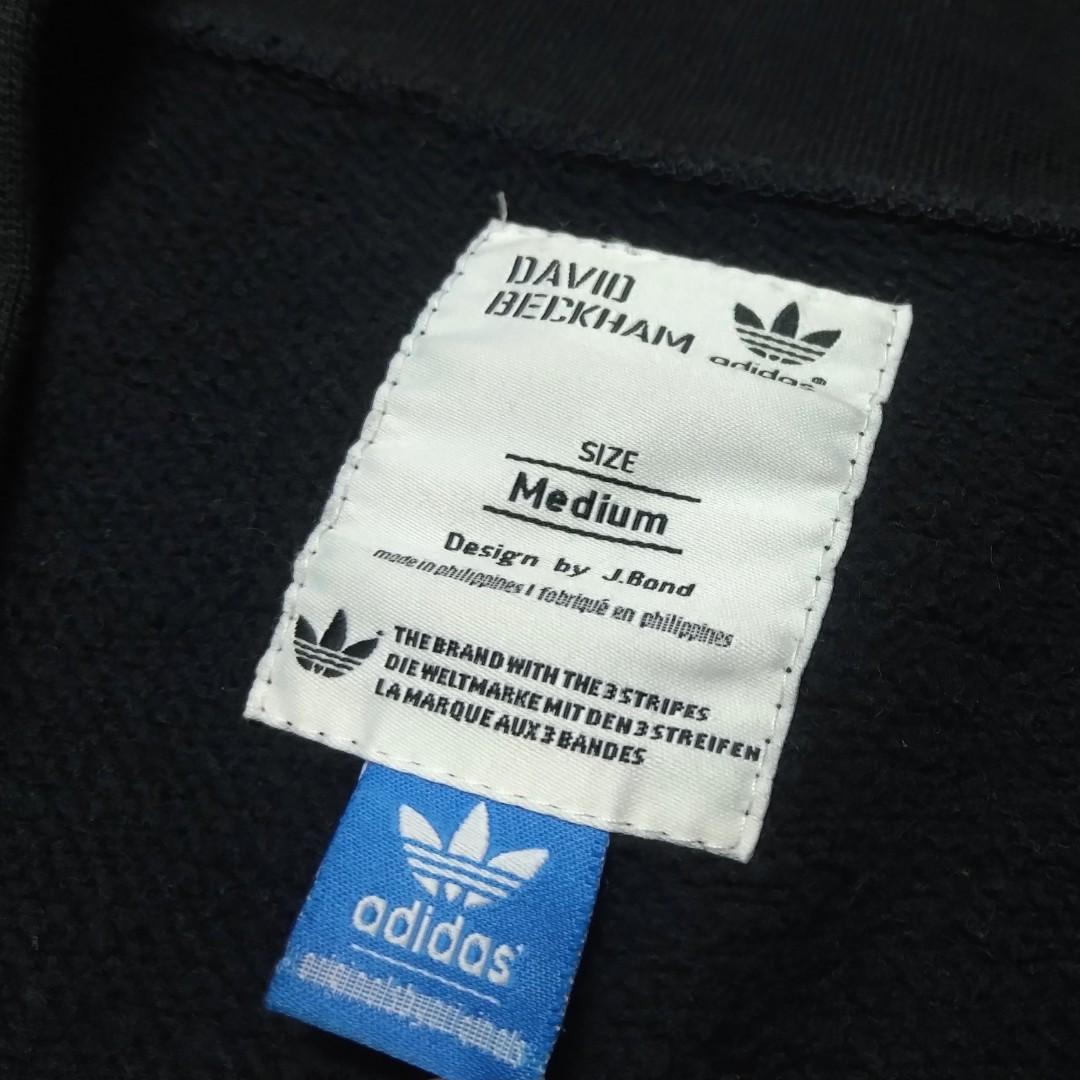 DAVID
BECKHAM
adidas®
SIZE
Medium
Design by J.Bond
made in philippines / fabriqué en philippines
THE BRAND WITH THE 3 STRIPES
DIE WELTMARKE MIT DEN 3 STREIFEN
LA MARQUE AUX 3 BANDES
adidas